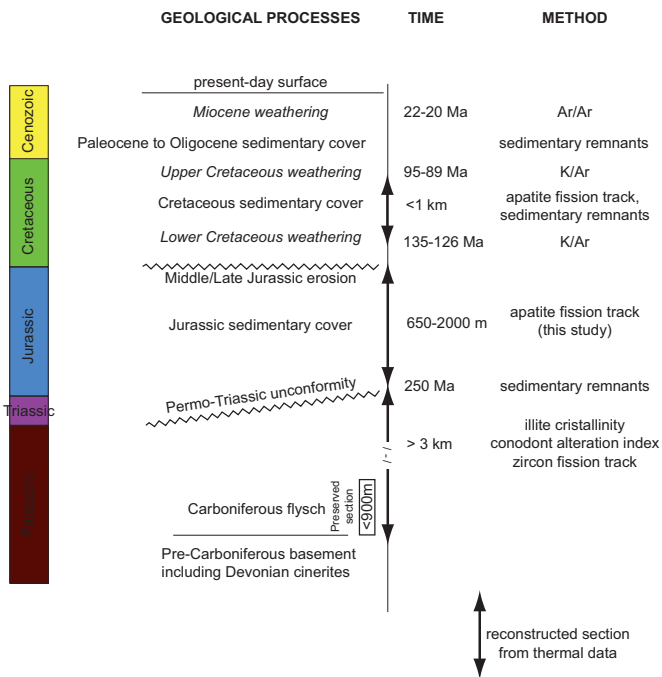 GEOLOGICAL PROCESSES TIME METHOD
present-day surface
Cenozoic
Miocene weathering 22-20 Ma Ar/Ar
Paleocene to Oligocene sedimentary cover sedimentary remnants
Upper Cretaceous weathering 95-89 Ma K/Ar
Cretaceous
Cretaceous sedimentary cover <1 km apatite fission track,
sedimentary remnants
Lower Cretaceous weathering 135-126 Ma K/Ar
Middle/Late Jurassic erosion
Jurassic
Jurassic sedimentary cover 650-2000 m apatite fission track
(this study)
Permo-Triassic unconformity 250 Ma sedimentary remnants
Triassic
illite cristallinity
> 3 km conodont alteration index
zircon fission track
/ - /
Carboniferous flysch
Preserved
section
<900m
Pre-Carboniferous basement
including Devonian cinerites
reconstructed section
from thermal data